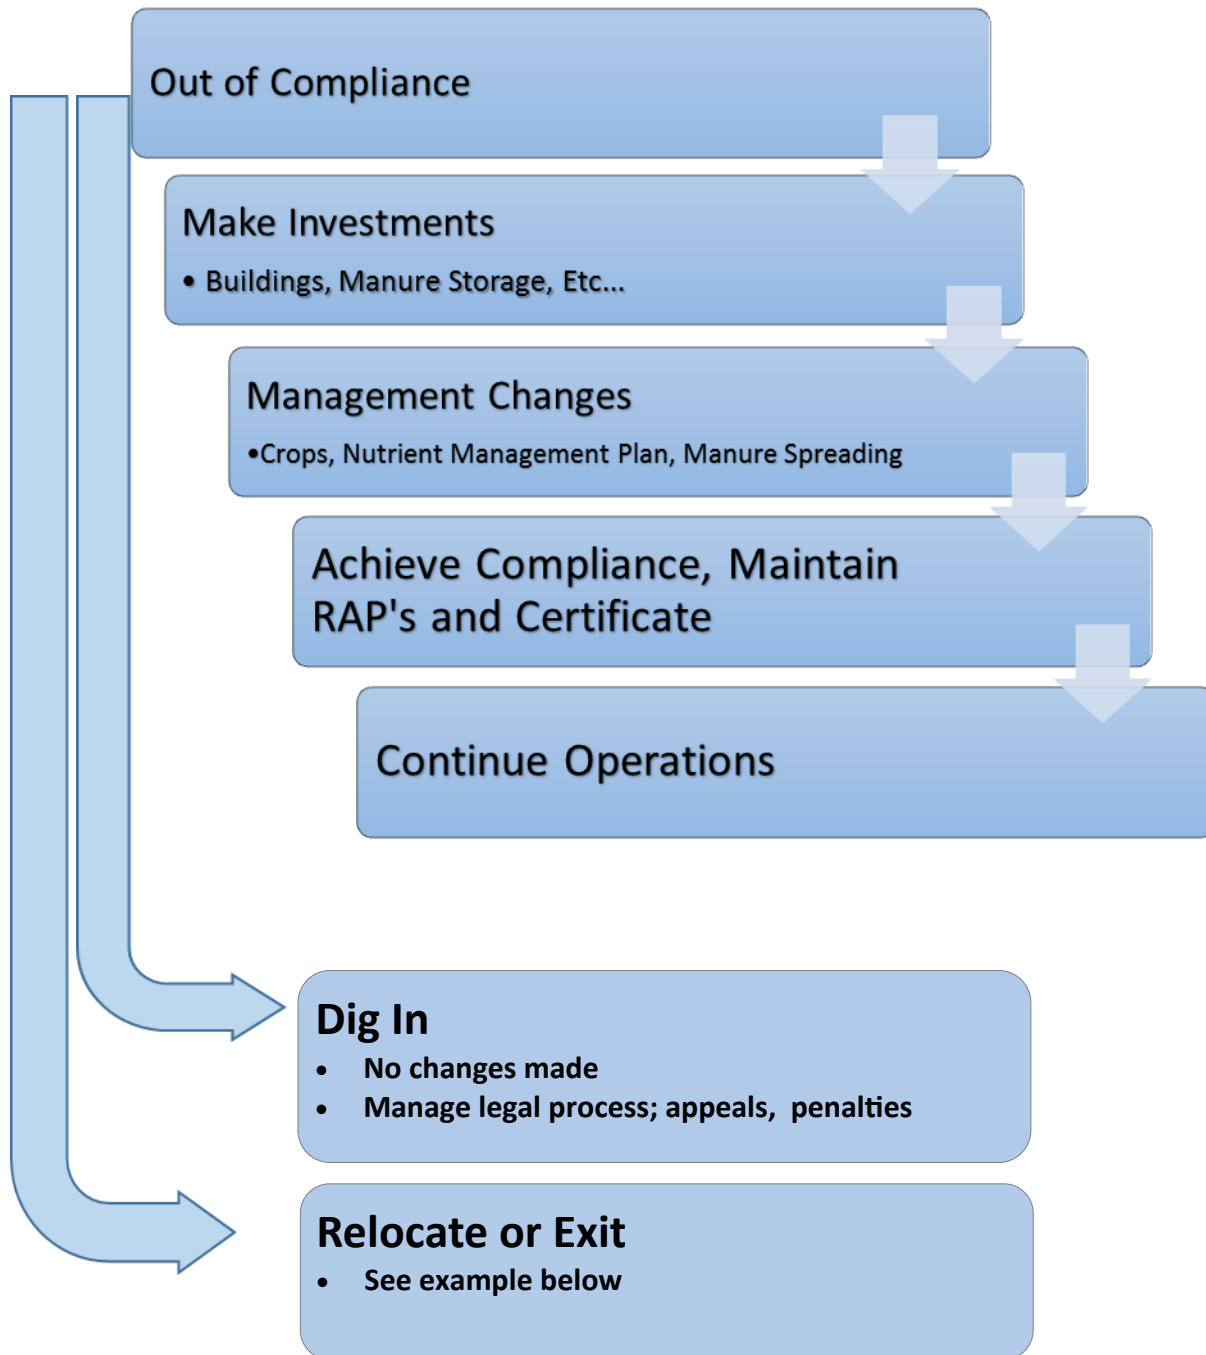 Out of Compliance
Make Investments
• Buildings, Manure Storage, Etc...
Management Changes
•Crops, Nutrient Management Plan, Manure Spreading
Achieve Compliance, Maintain
RAP's and Certificate
Continue Operations
Dig In
• No changes made
• Manage legal process; appeals, penalties
Relocate or Exit
• See example below